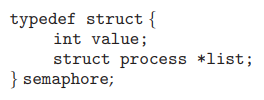 typedef struct {
int value;
struct process *list;
} semaphore;